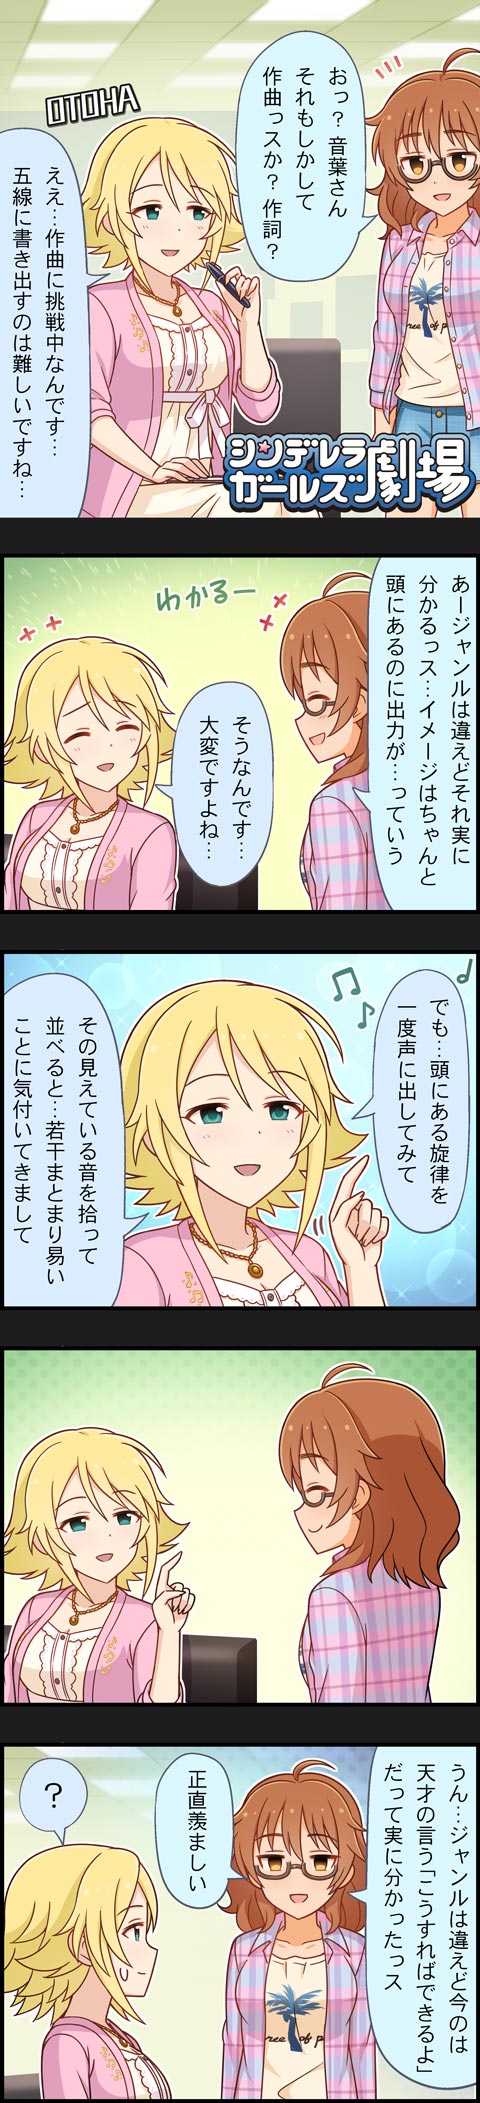 おっ?音葉さん
それもしかして
作曲っスか?作詞?
OTOHA
ええ…作曲に挑戦中なんです…
五線に書き出すのは難しいですね…
シンデレラ
ガールズ劇場
あージャンルは違えどそれ実に
分かるっス…イメージはちゃんと
頭にあるのに出力が…っていう
わかるー
そうなんです…
大変ですよね…
でも…頭にある旋律を
一度声に出してみて
その見えている音を拾って
並べると…若干まとまり易い
ことに気付いてきまして
うん…ジャンルは違えど今のは
天才の言う「こうすればできるよ」
だって実に分かったっス
正直羨ましい
?